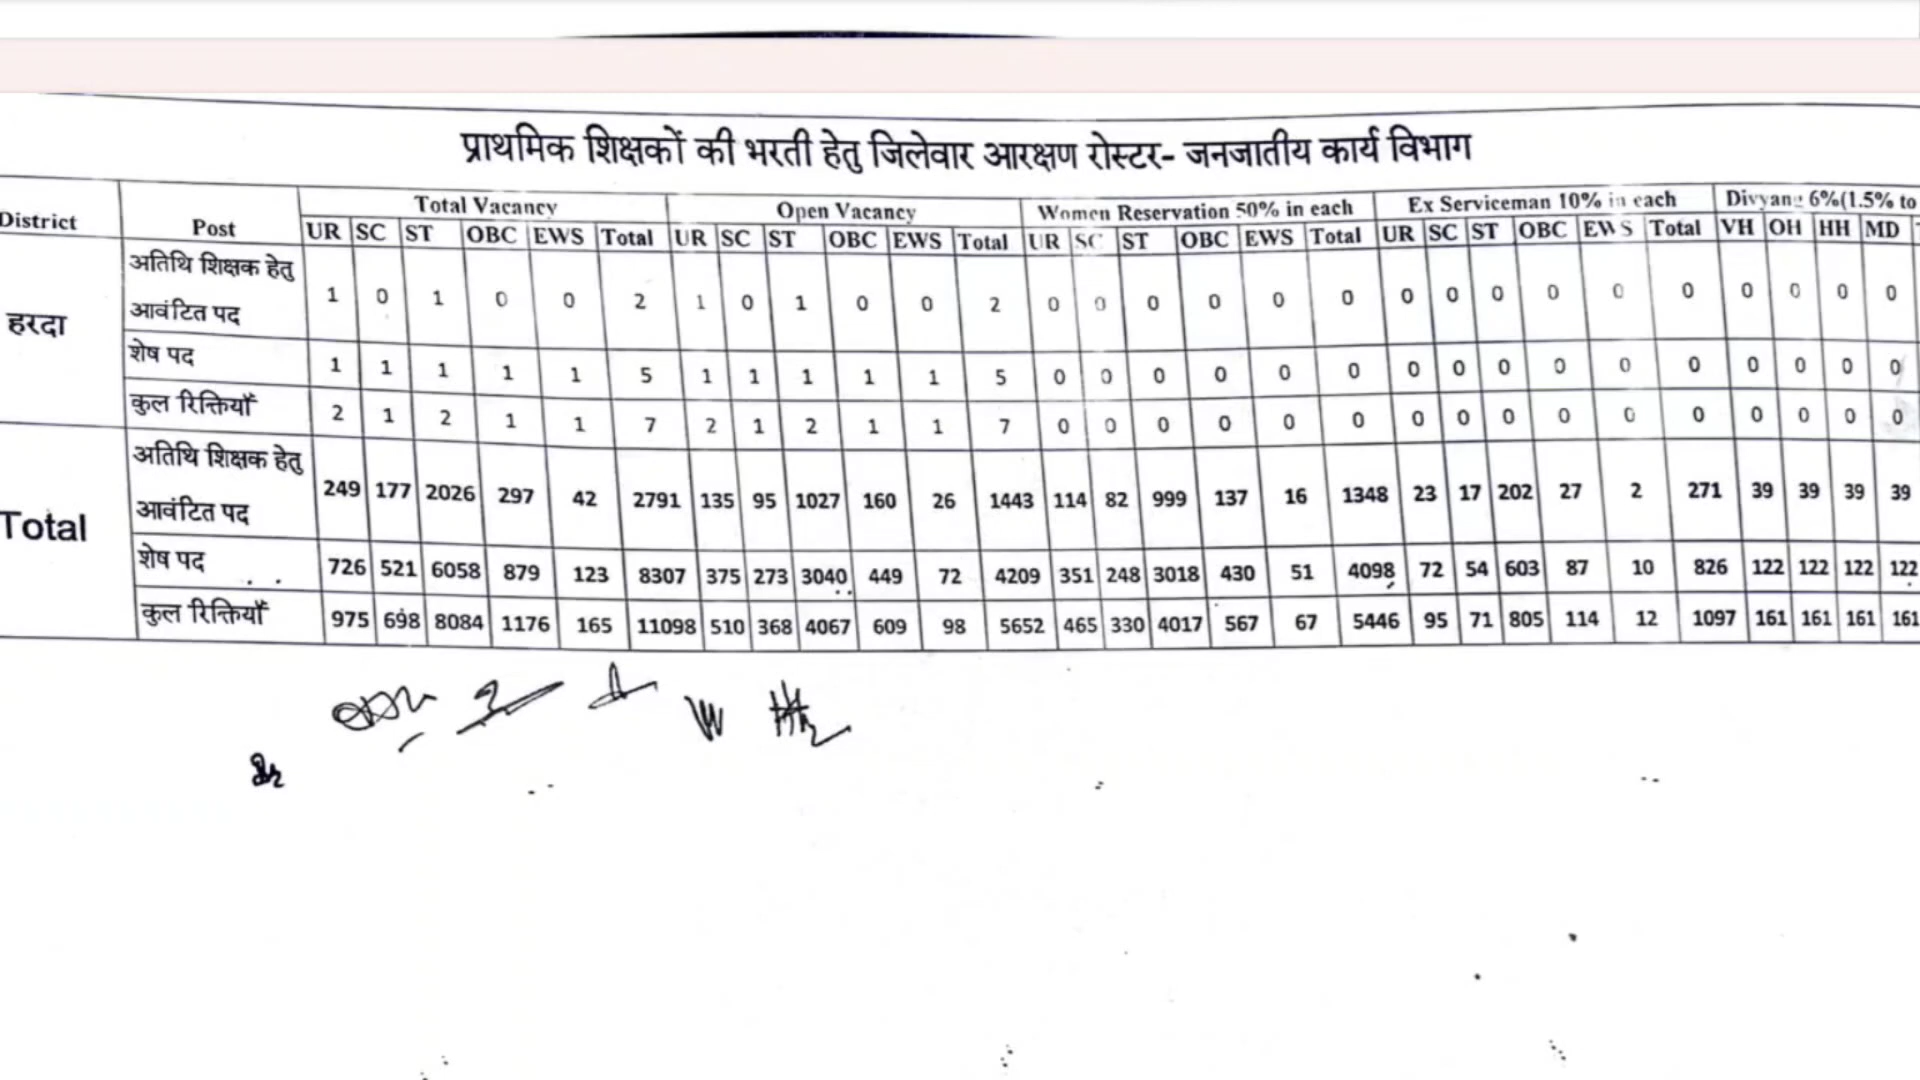 प्राथमिक शिक्षकों की भरती हेतु जिलेवार आरक्षण रोस्टर- जनजातीय कार्य विभाग
District Post Total Vacancy Open Vacancy Women Reservation 50% in each Ex Serviceman 10% in each Divyang 6%(1.5% to
UR SC ST OBC EWS Total UR SC ST OBC EWS Total UR SC ST OBC EWS Total UR SC ST OBC EWS Total VH OH HH MD
हरदा
अतिथि शिक्षक हेतु
आवंटित पद 1 0 1 0 0 2 1 0 1 0 0 2 0 0 0 0 0 0 0 0 0 0 0 0 0 0 0 0
शेष पद 1 1 1 1 1 5 1 1 1 1 1 5 0 0 0 0 0 0 0 0 0 0 0 0 0 0 0 0
कुल रिक्तियाँ 2 1 2 1 1 7 2 1 2 1 1 7 0 0 0 0 0 0 0 0 0 0 0 0 0 0 0 0
Total
अतिथि शिक्षक हेतु
आवंटित पद 249 177 2026 297 42 2791 135 95 1027 160 26 1443 114 82 999 137 16 1348 23 17 202 27 2 271 39 39 39 39
शेष पद 726 521 6058 879 123 8307 375 273 3040 449 72 4209 351 248 3018 430 51 4098 72 54 603 87 10 826 122 122 122 122
कुल रिक्तियाँ 975 698 8084 1176 165 11098 510 368 4067 609 98 5652 465 330 4017 567 67 5446 95 71 805 114 12 1097 161 161 161 161